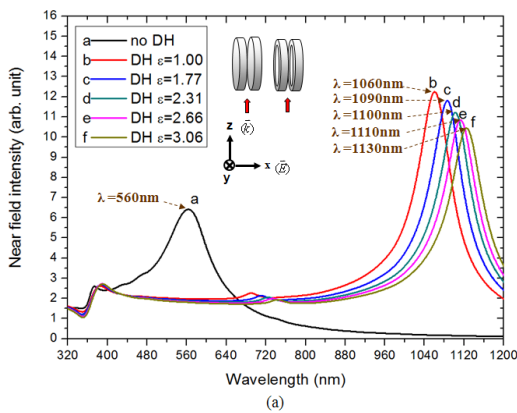 Near field intensity (arb. unit)
16
15
14
13
12
11
10
9
8
7
6
5
4
3
2
1
0
a no DH
b DH ε=1.00
c DH ε=1.77
d DH ε=2.31
e DH ε=2.66
f DH ε=3.06
z (k̄)
x (Ē)
y
λ=560nm a
λ=1060nm b
λ=1090nm c
λ=1100nm d
λ=1110nm e
λ=1130nm f
320 400 480 560 640 720 800 880 960 1040 1120 1200
Wavelength (nm)
(a)